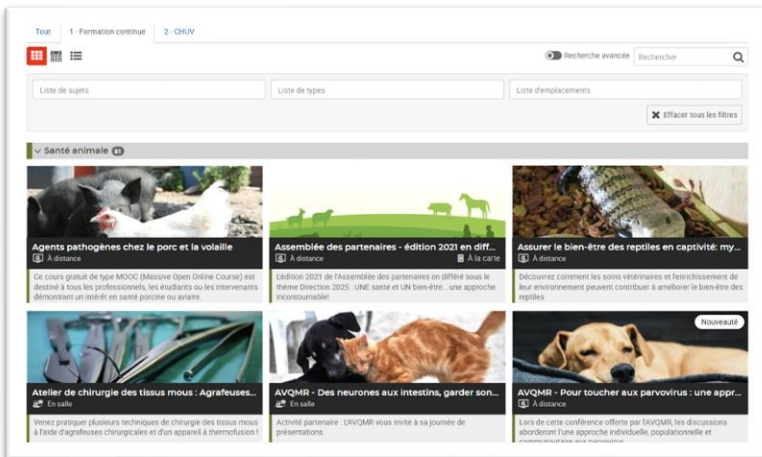 Tout 1 - Formation continue 2 - CHUV
Recherche avancée Rechercher
Liste de sujets Liste de types Liste d'emplacements
Effacer tous les filtres
Santé animale 81
Agents pathogènes chez le porc et la volaille
À distance
Ce cours gratuit de type MOOC (Massive Open Online Course) est
destiné à tous les professionnels, les étudiants ou les intervenants
démontrant un intérêt en santé porcine ou aviaire.
Assemblée des partenaires - édition 2021 en diff...
À distance À la carte
L'édition 2021 de l'Assemblée des partenaires en différé sous le
thème Direction 2025 : UNE santé et UN bien-être... une approche
incontournable!
Assurer le bien-être des reptiles en captivité: my...
À distance
Découvrez comment les soins vétérinaires et l'enrichissement de
leur environnement peuvent contribuer à améliorer le bien-être des
reptiles.
Atelier de chirurgie des tissus mous : Agrafeuses...
En salle
Venez pratiquer plusieurs techniques de chirurgie des tissus mous
à l'aide d'agrafeuses chirurgicales et d'un appareil à thermofusion !
AVQMR - Des neurones aux intestins, garder son...
En salle
Activité partenaire : L'AVQMR vous invite à sa journée de
présentations
Nouveauté
AVQMR - Pour toucher aux parvovirus : une appr...
À distance
Lors de cette conférence offerte par l'AVQMR, les discussions
aborderont l'une approche individuelle, populationnelle et
communautaire aux parvovirus